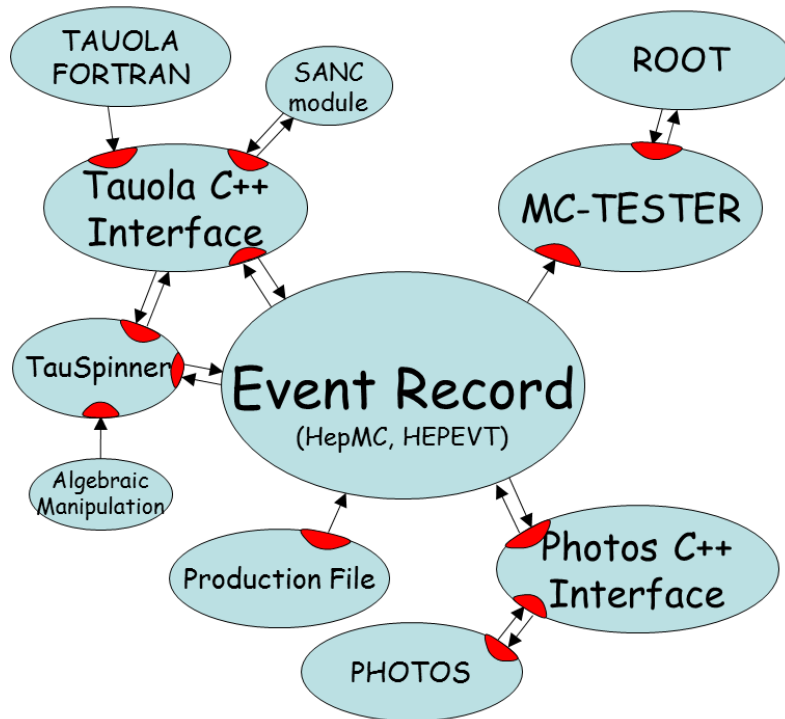 TAUOLA
FORTRAN
SANC
module
ROOT
Tauola C++
Interface
MC-TESTER
TauSpinner
Event Record
(HepMC, HEPEVT)
Algebraic
Manipulation
Production File
Photos C++
Interface
PHOTOS